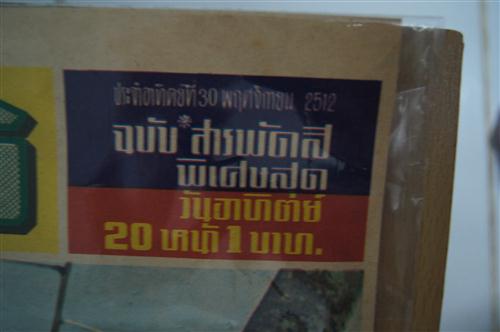 ประจำอาทิตย์ที่ 30 พฤศจิกายน 2512
ฉบับ*สารพัดสี
พิเศษสุด
วันอาทิตย์
20 หน้า 1 บาท.